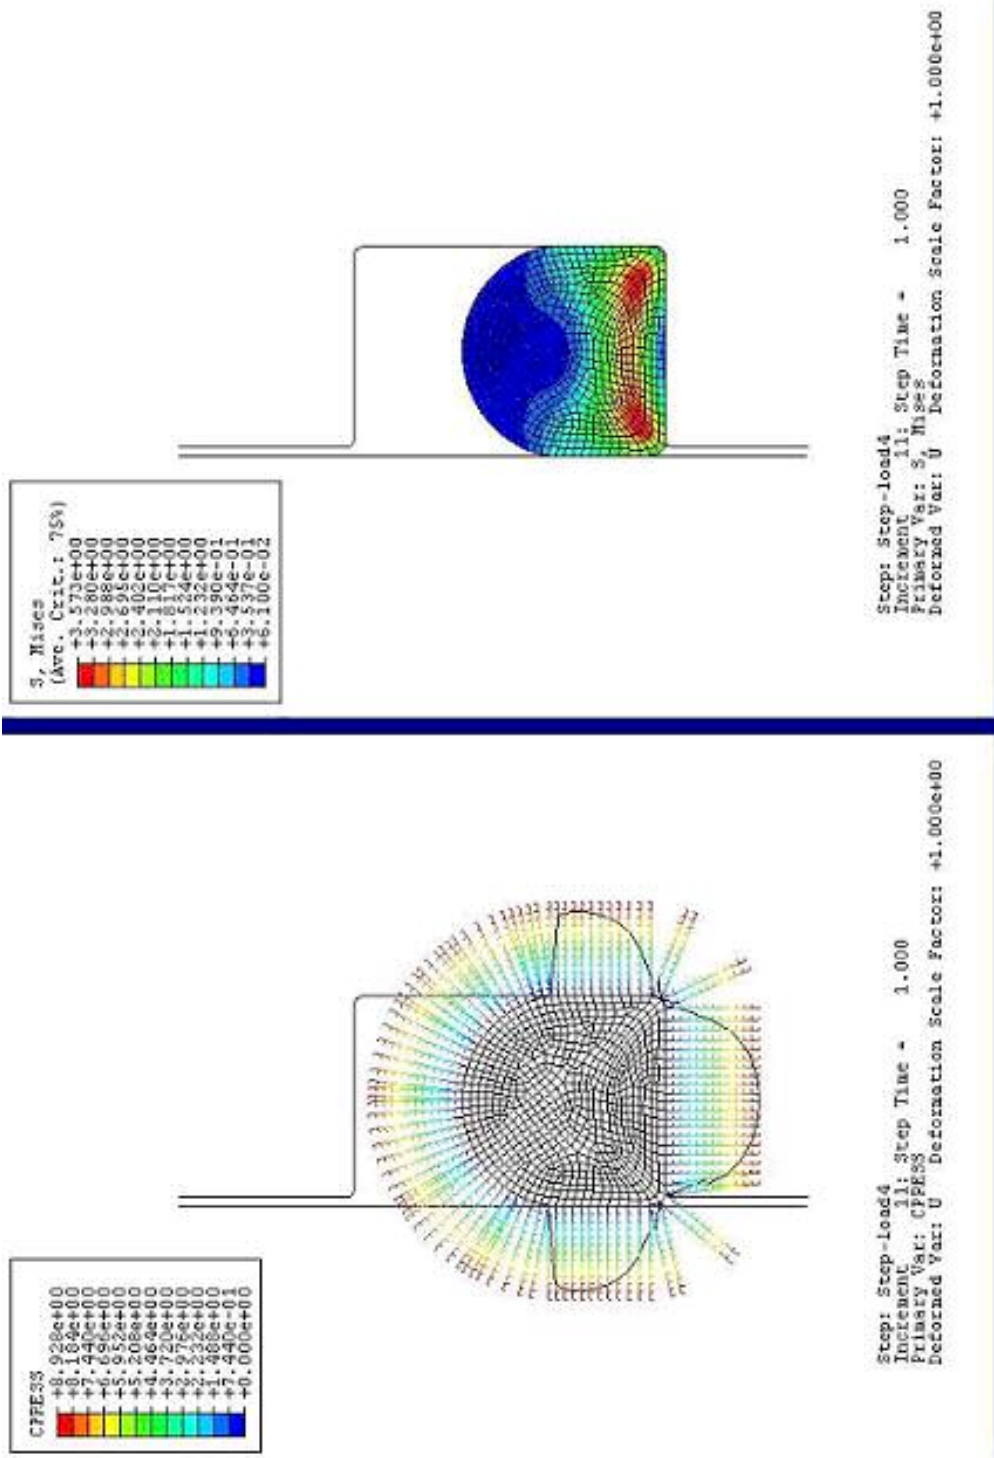 CPRESS
+8.928e+00
+8.184e+00
+7.440e+00
+6.696e+00
+5.952e+00
+5.208e+00
+4.464e+00
+3.720e+00
+2.976e+00
+2.232e+00
+1.488e+00
+7.440e-01
+0.000e+00
Step: Step-load4
Increment 11: Step Time = 1.000
Primary Var: CPRESS
Deformed Var: U Deformation Scale Factor: +1.000e+00
S, Mises
(Ave. Crit.: 75%)
+3.573e+00
+3.280e+00
+2.988e+00
+2.695e+00
+2.402e+00
+2.110e+00
+1.817e+00
+1.524e+00
+1.232e+00
+9.390e-01
+6.464e-01
+3.537e-01
+6.100e-02
Step: Step-load4
Increment 11: Step Time = 1.000
Primary Var: S, Mises
Deformed Var: U Deformation Scale Factor: +1.000e+00